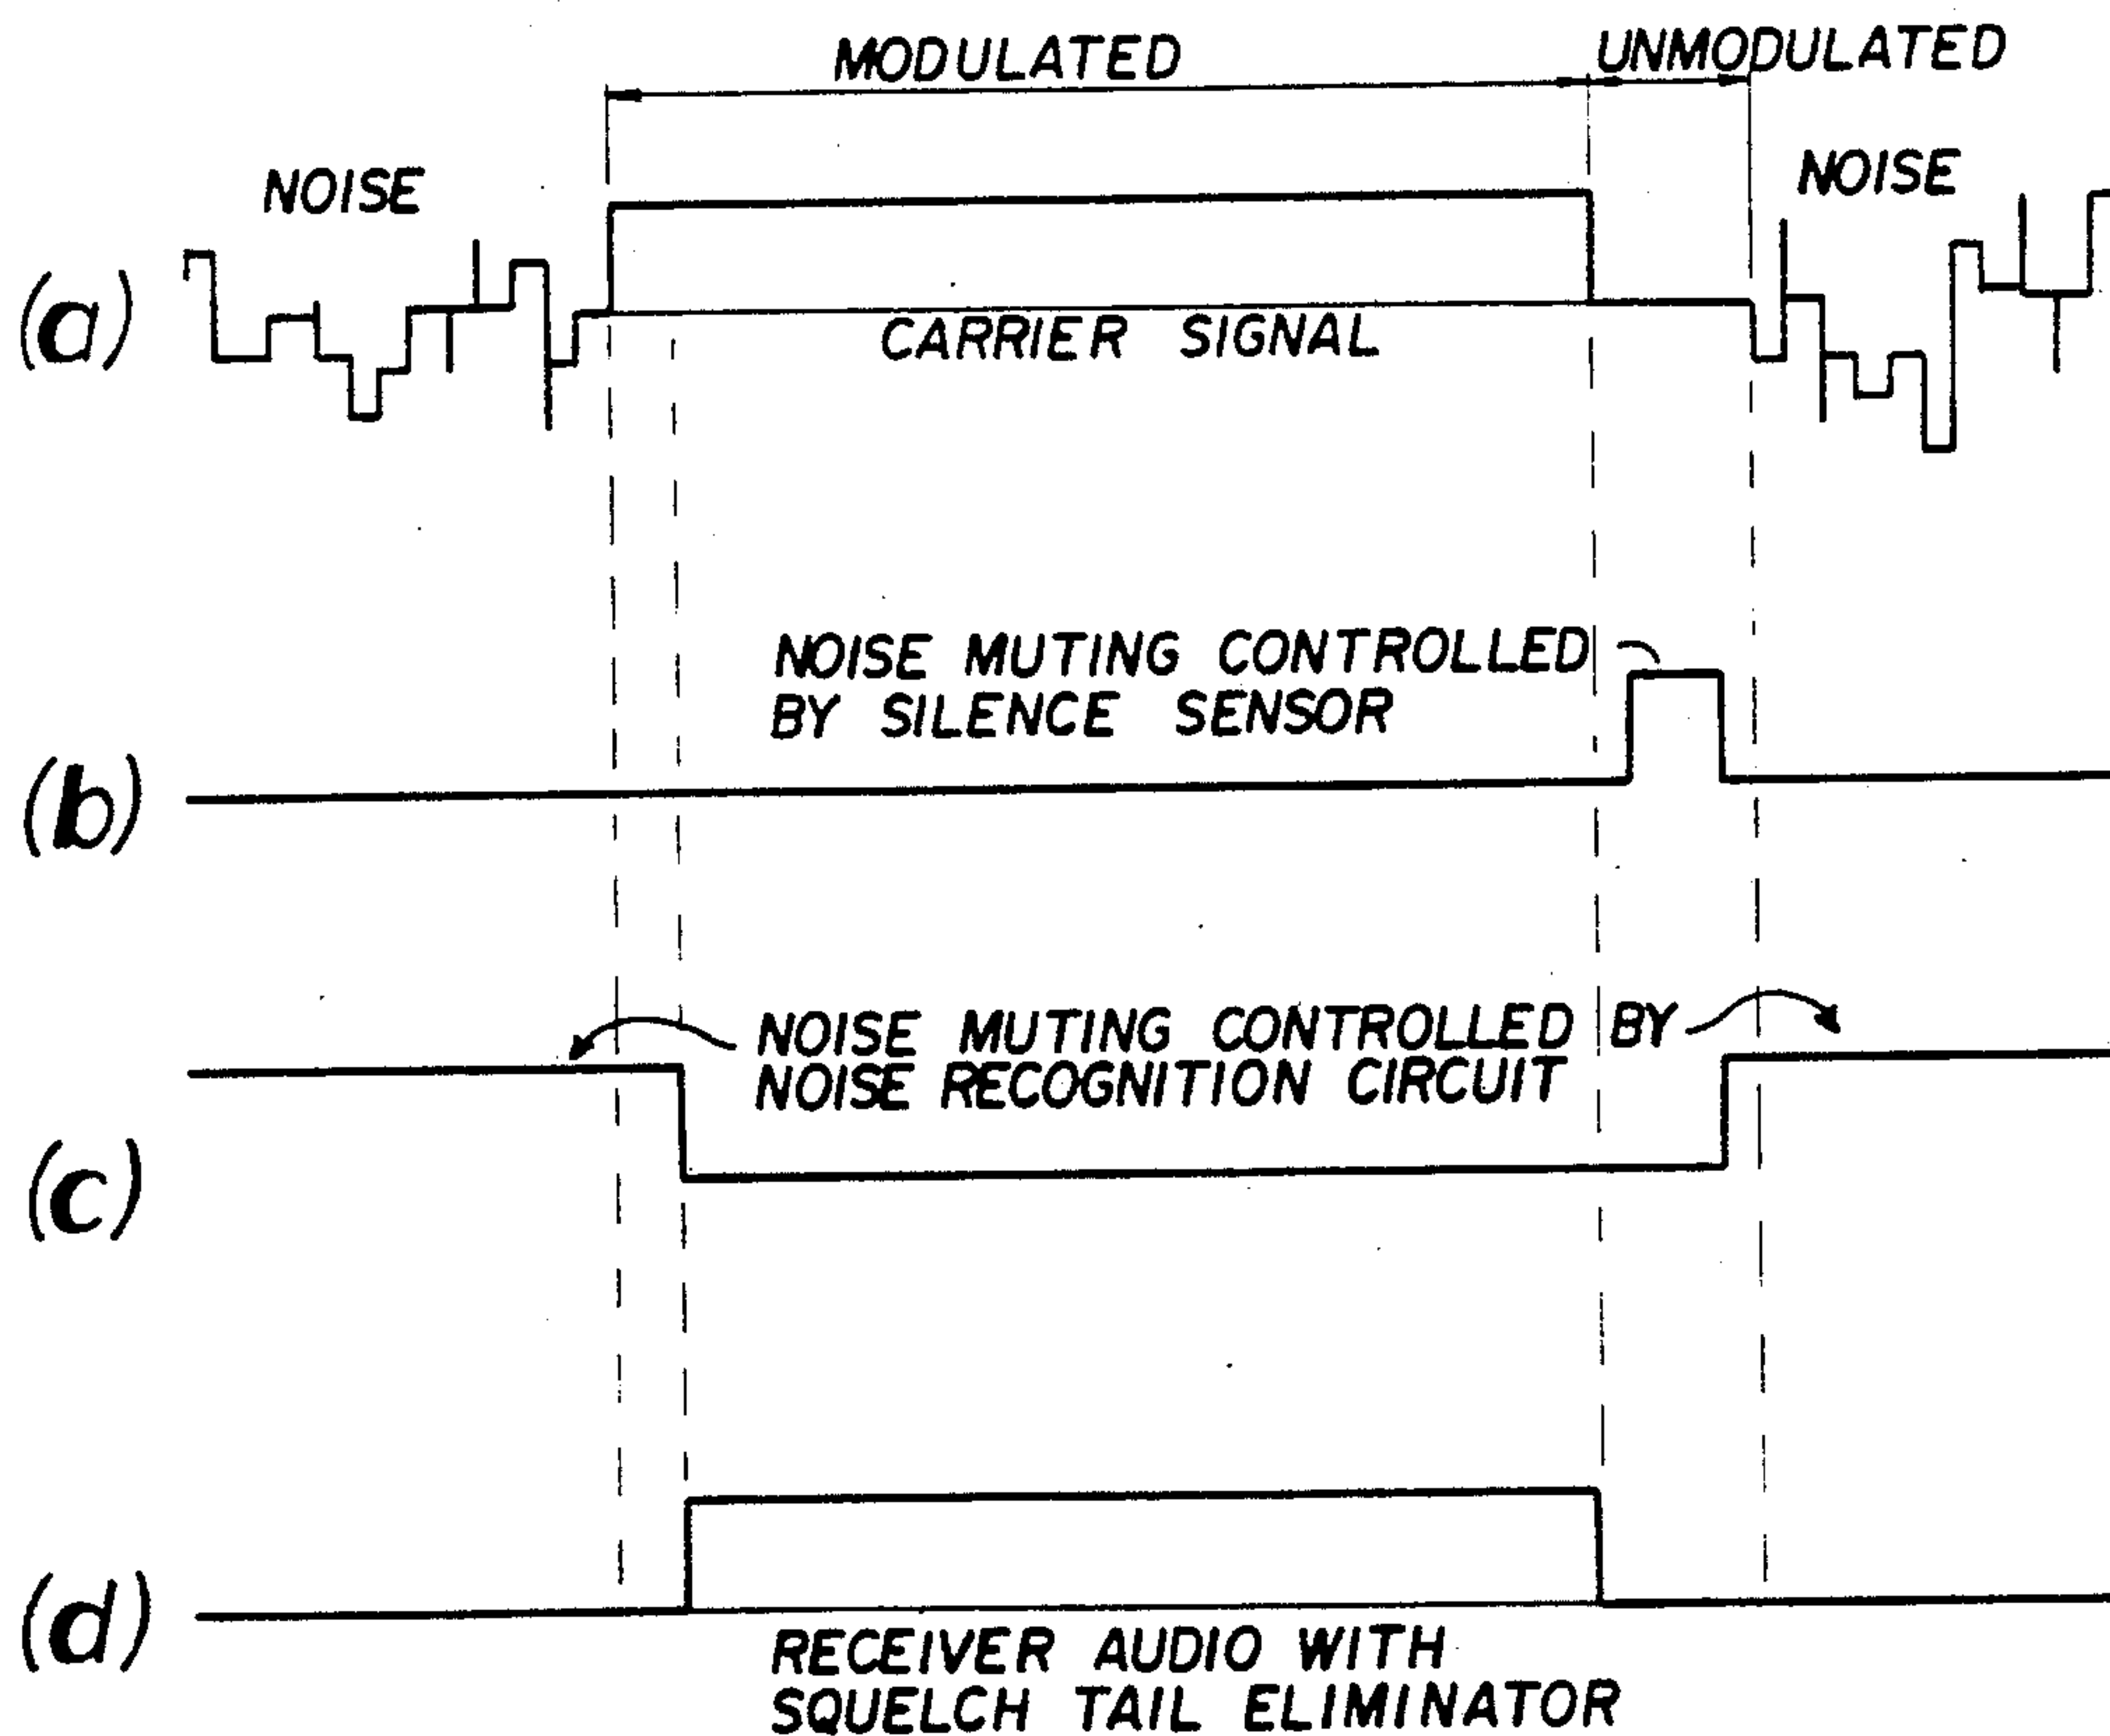 MODULATED
UNMODULATED
NOISE
NOISE
(a)
CARRIER SIGNAL
NOISE MUTING CONTROLLED
BY SILENCE SENSOR
(b)
NOISE MUTING CONTROLLED BY
NOISE RECOGNITION CIRCUIT
(c)
(d)
RECEIVER AUDIO WITH
SQUELCH TAIL ELIMINATOR